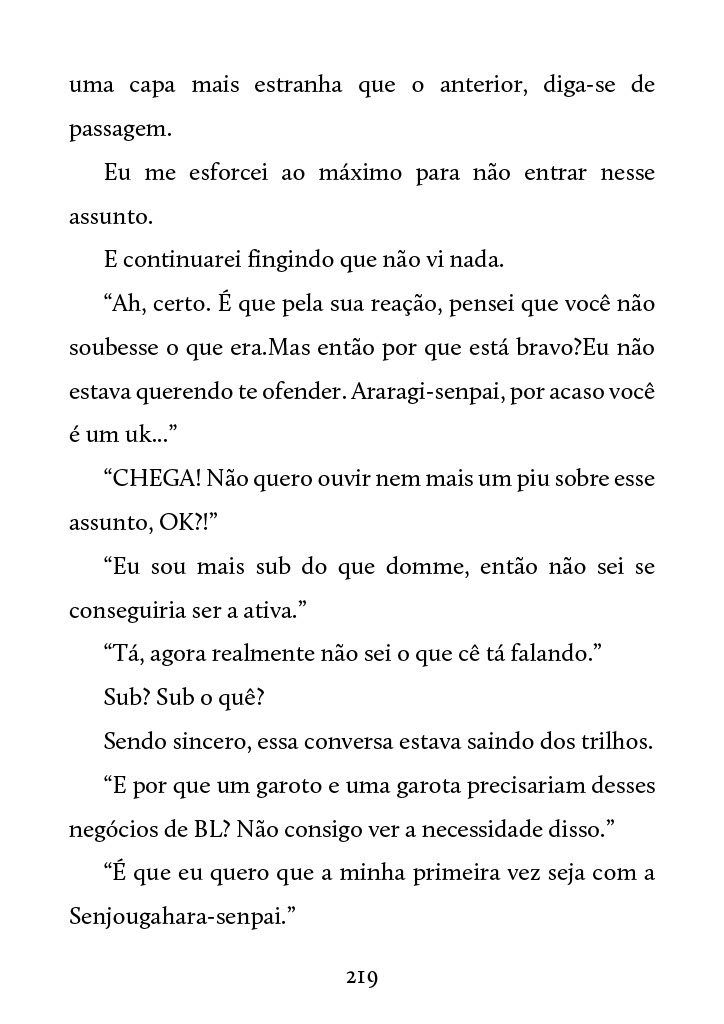 uma capa mais estranha que o anterior, diga-se de
passagem.
Eu me esforcei ao máximo para não entrar nesse
assunto.
E continuarei fingindo que não vi nada.
“Ah, certo. É que pela sua reação, pensei que você não
soubesse o que era.Mas então por que está bravo?Eu não
estava querendo te ofender. Araragi-senpai, por acaso você
é um uk...”
“CHEGA! Não quero ouvir nem mais um piu sobre esse
assunto, OK?!”
“Eu sou mais sub do que domme, então não sei se
conseguiria ser a ativa.”
“Tá, agora realmente não sei o que cê tá falando.”
Sub? Sub o quê?
Sendo sincero, essa conversa estava saindo dos trilhos.
“E por que um garoto e uma garota precisariam desses
negócios de BL? Não consigo ver a necessidade disso.”
“É que eu quero que a minha primeira vez seja com a
Senjougahara-senpai.”
219